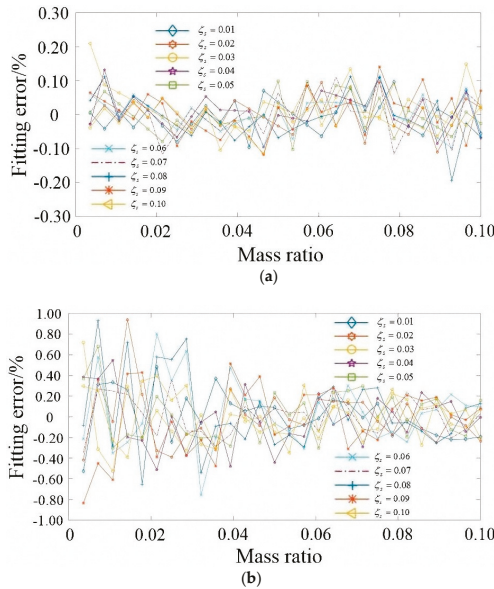 0.30
0.20
0.10
0
-0.10
-0.20
-0.30
Fitting error/%
ζs = 0.01
ζs = 0.02
ζs = 0.03
ζs = 0.04
ζs = 0.05
ζs = 0.06
ζs = 0.07
ζs = 0.08
ζs = 0.09
ζs = 0.10
0 0.02 0.04 0.06 0.08 0.10
Mass ratio
(a)
1.00
0.80
0.60
0.40
0.20
0
-0.20
-0.40
-0.60
-0.80
-1.00
Fitting error/%
ζs = 0.01
ζs = 0.02
ζs = 0.03
ζs = 0.04
ζs = 0.05
ζs = 0.06
ζs = 0.07
ζs = 0.08
ζs = 0.09
ζs = 0.10
0 0.02 0.04 0.06 0.08 0.10
Mass ratio
(b)